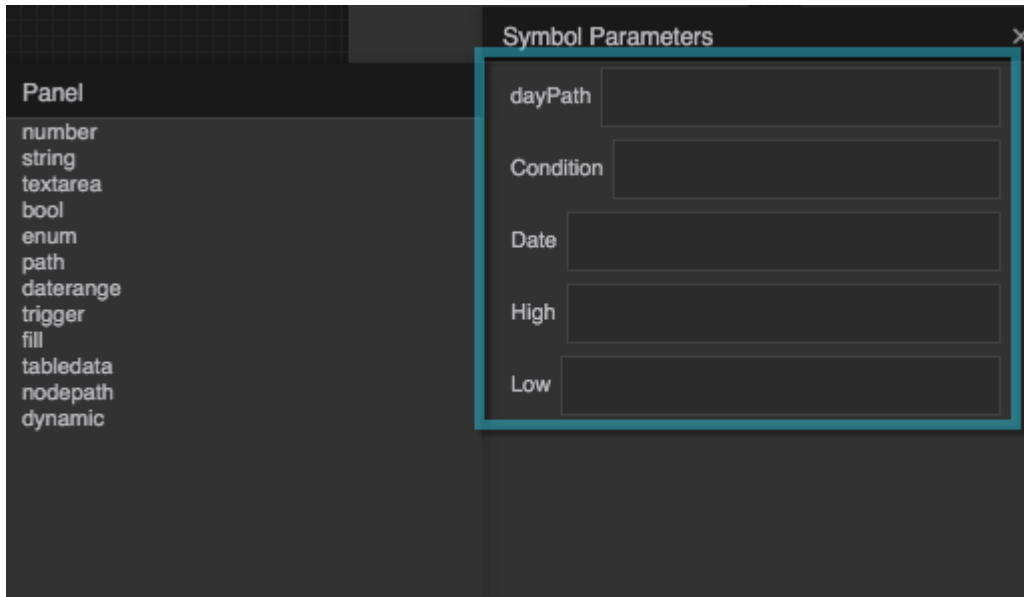 Symbol Parameters
Panel
number
string
textarea
bool
enum
path
daterange
trigger
fill
tabledata
nodepath
dynamic
dayPath
Condition
Date
High
Low